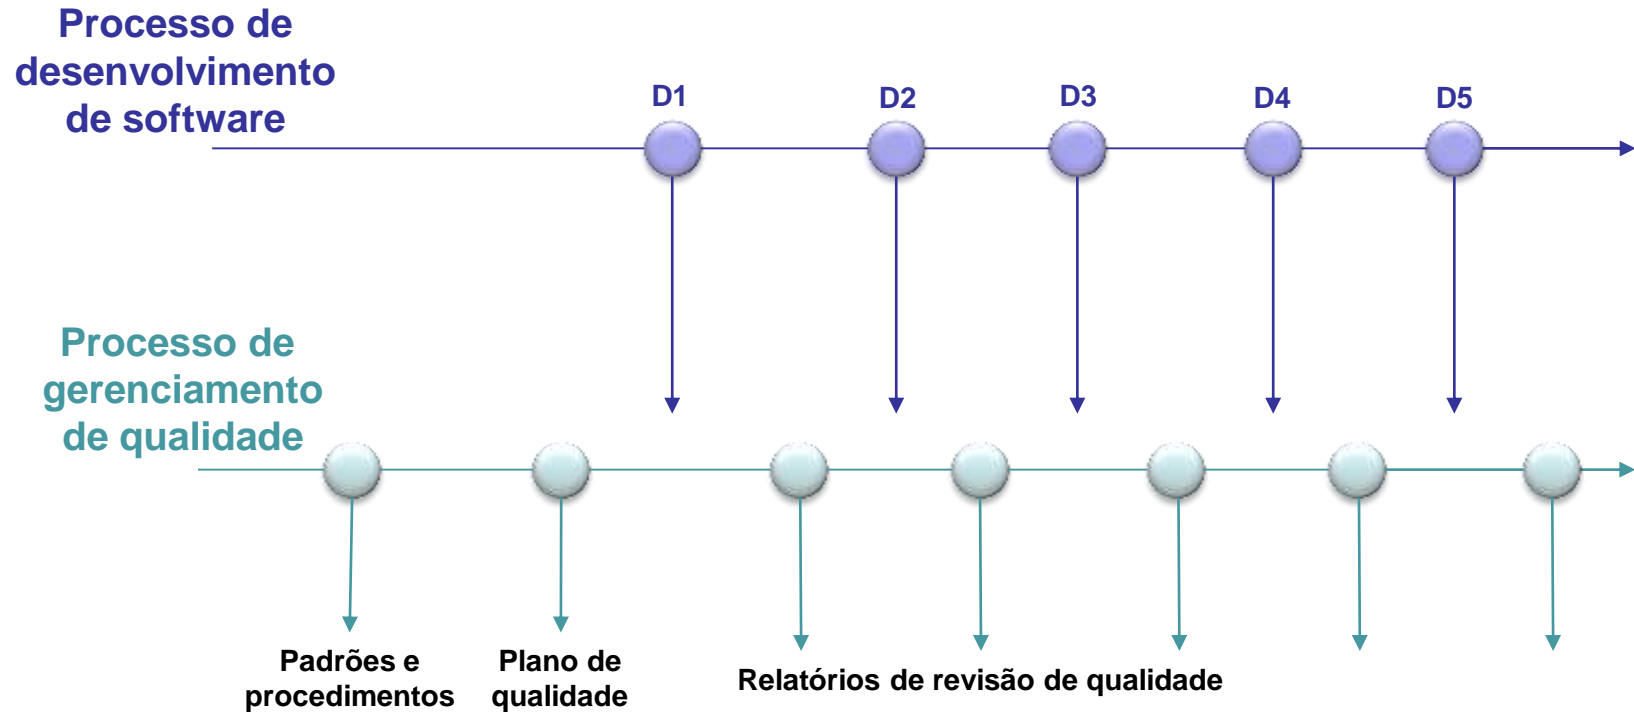 Processo de
desenvolvimento
de software
D1
D2
D3
D4
D5
Processo de
gerenciamento
de qualidade
Padrões e
procedimentos
Plano de
qualidade
Relatórios de revisão de qualidade